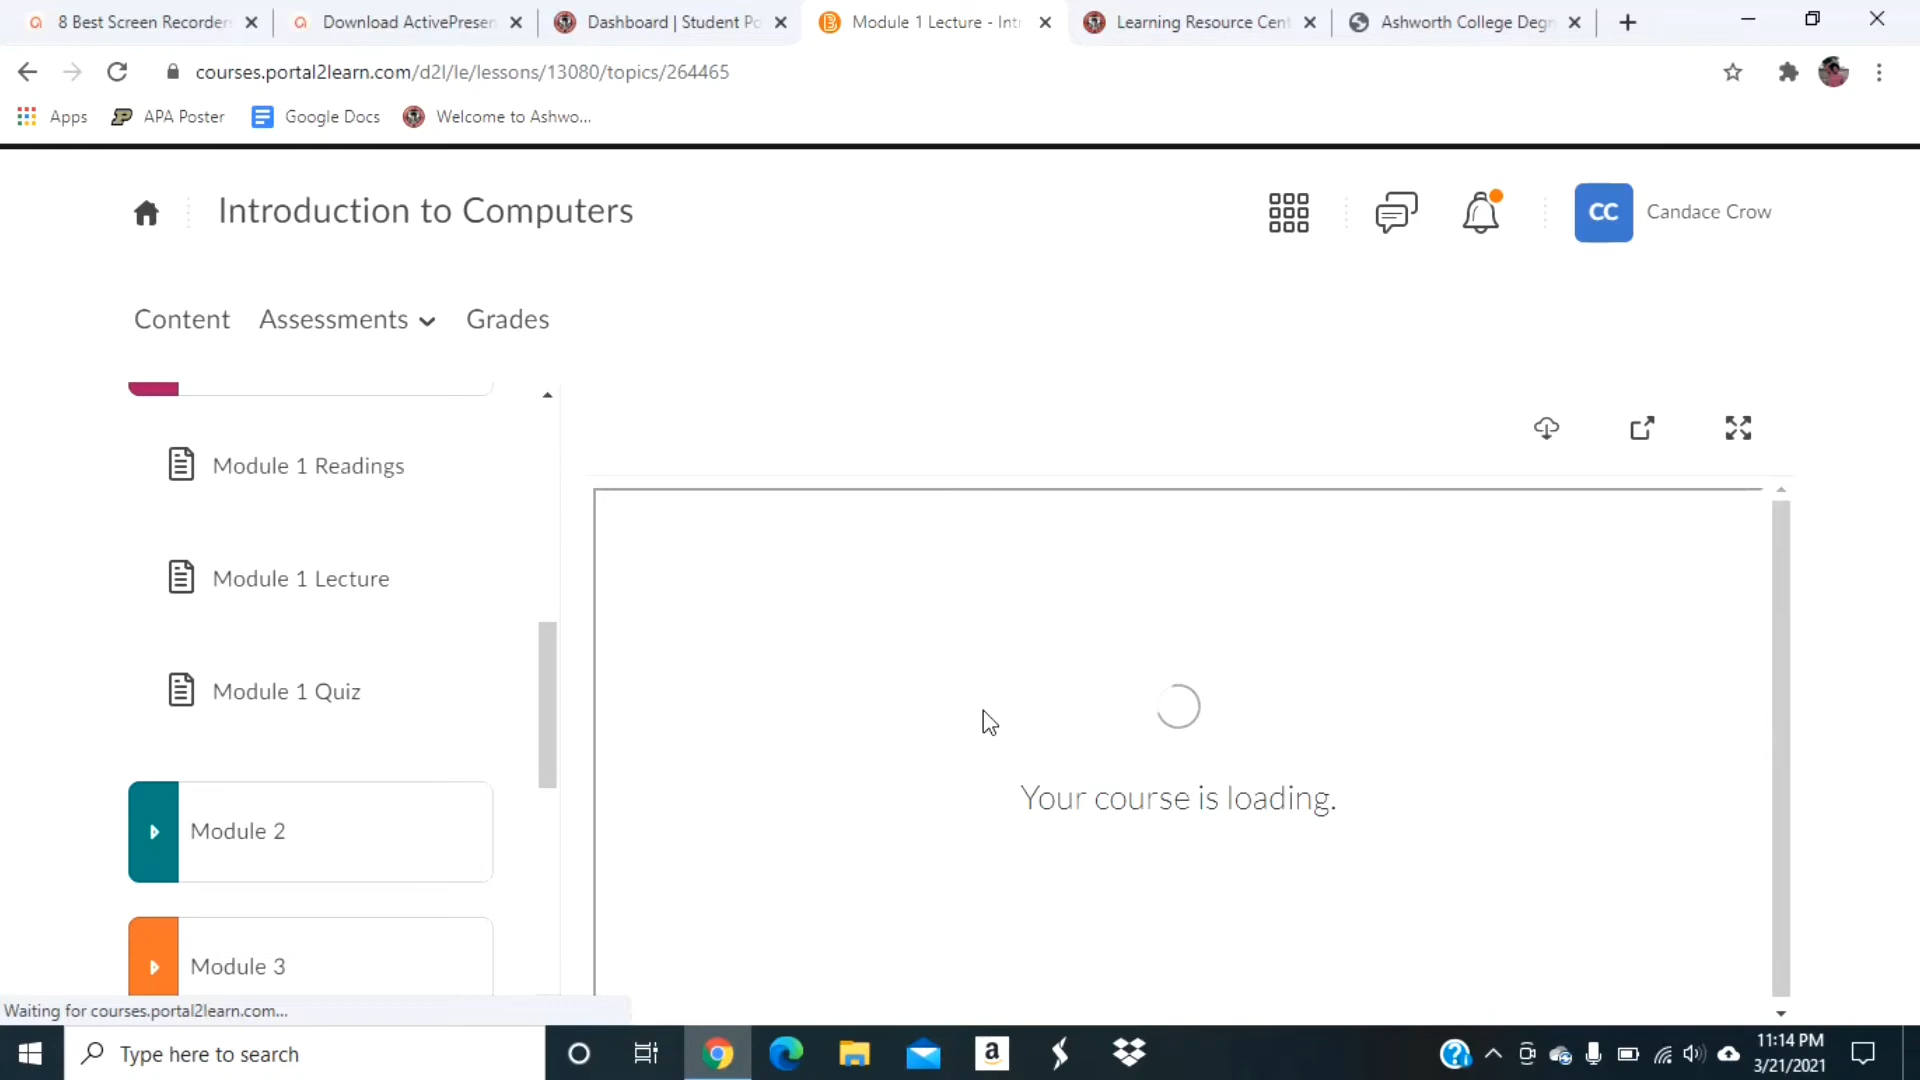 8 Best Screen Recorder
Download ActivePresen
Dashboard | Student Po
Module 1 Lecture - Int
Learning Resource Cent
Ashworth College Degr
courses.portal2learn.com/d2l/le/lessons/13080/topics/264465
Apps
APA Poster
Google Docs
Welcome to Ashwo...
Introduction to Computers
CC
Candace Crow
Content
Assessments
Grades
Module 1 Readings
Module 1 Lecture
Module 1 Quiz
Your course is loading.
Module 2
Module 3
Waiting for courses.portal2learn.com...
Type here to search
a
11:14 PM
3/21/2021